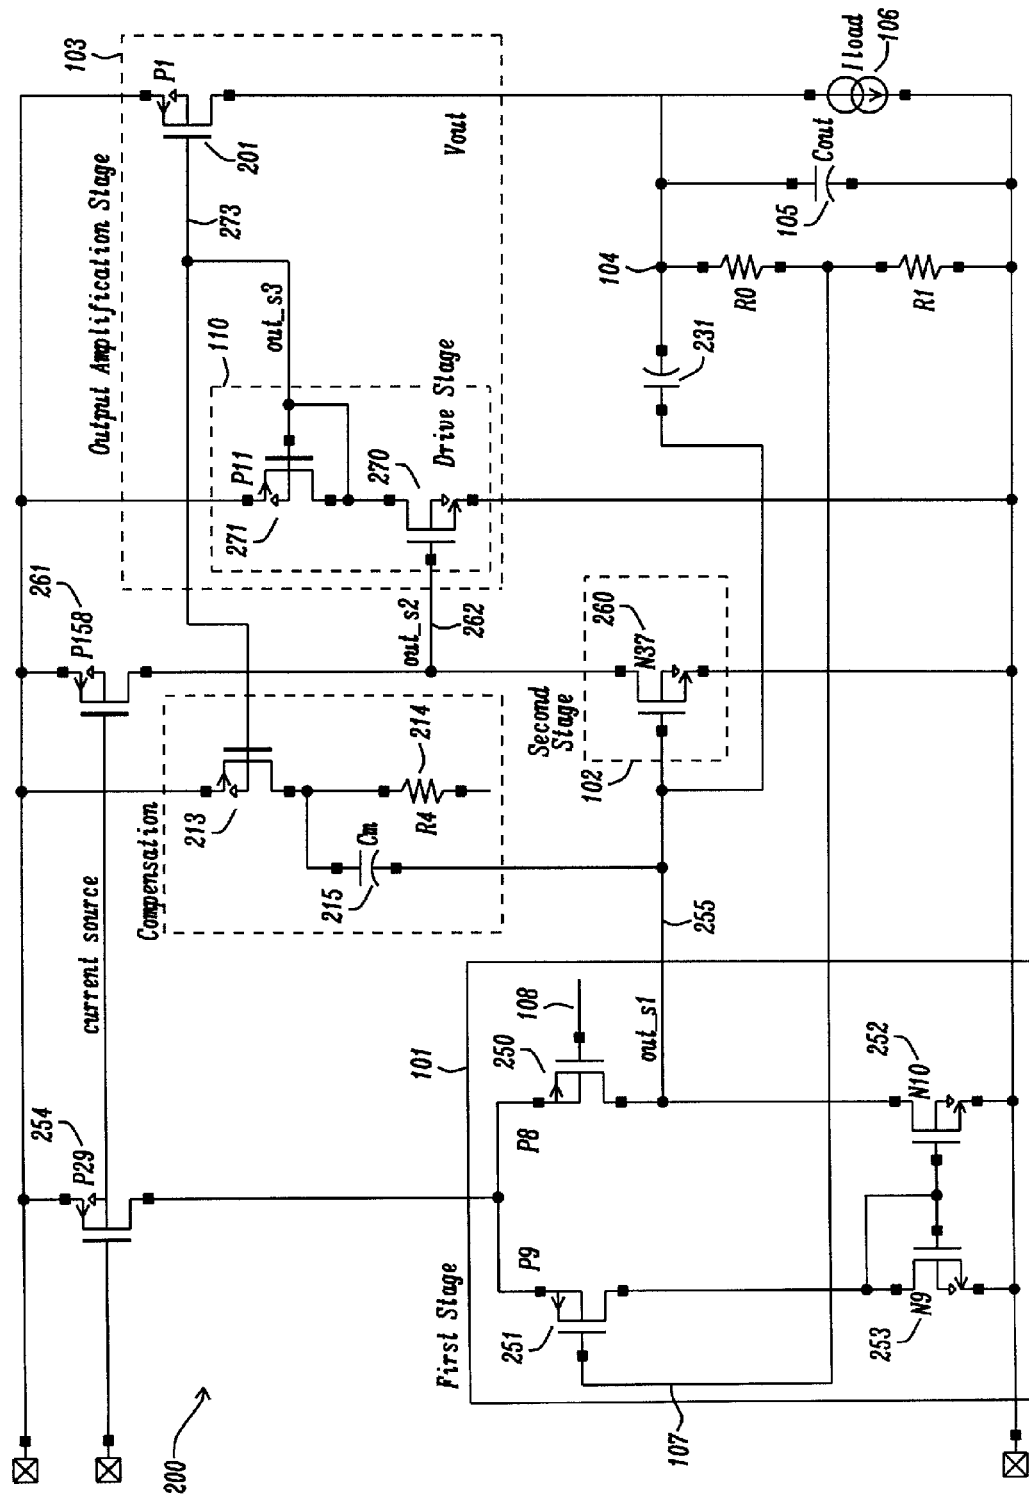 200
254
P29
current source
261
P158
103
Output Amplification Stage
P1
201
273
Compensation
213
215
Cm
R4
214
out_s3
110
P11
271
Drive Stage
270
out_s2
262
Vout
Second
Stage
102
260
N37
231
104
R0
R1
105
Cout
Iload
106
First Stage
101
P9
251
P8
250
108
out_s1
255
107
N9
253
N10
252